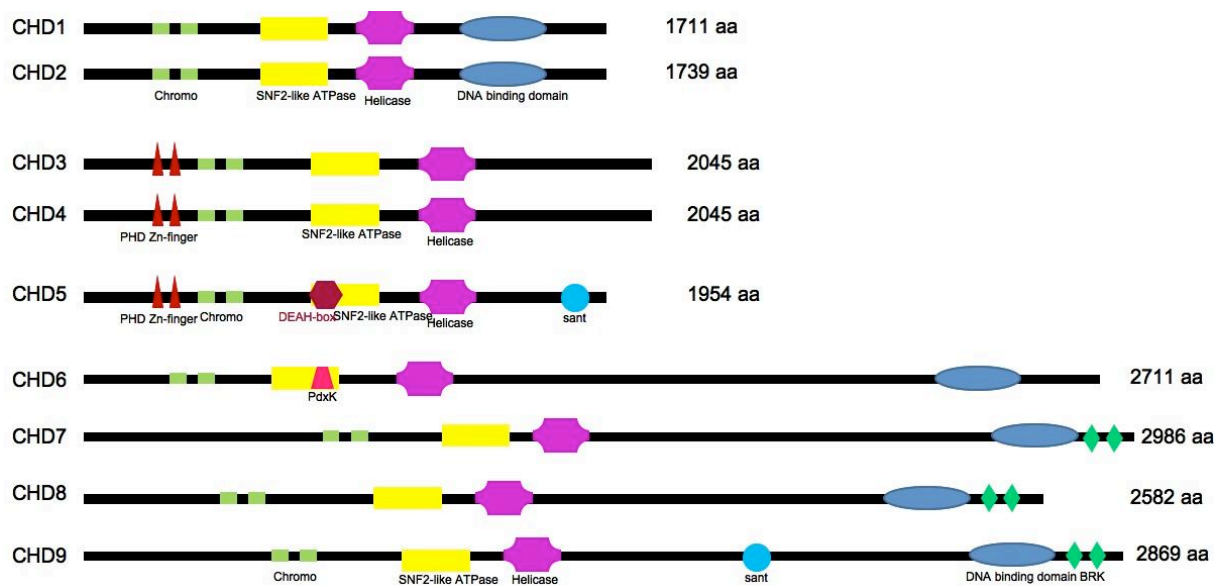 CHD1 1711 aa
CHD2 1739 aa
Chromo SNF2-like ATPase Helicase DNA binding domain
CHD3 2045 aa
CHD4 2045 aa
PHD Zn-finger SNF2-like ATPase Helicase
CHD5 1954 aa
PHD Zn-finger Chromo DEAH-box SNF2-like ATPase Helicase sant
CHD6 2711 aa
PdxK
CHD7 2986 aa
CHD8 2582 aa
CHD9 2869 aa
Chromo SNF2-like ATPase Helicase sant DNA binding domain BRK